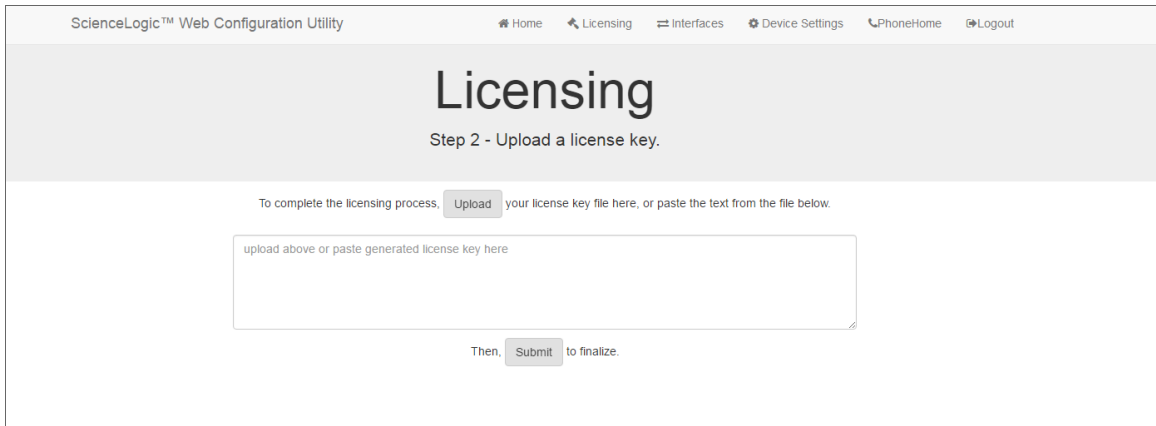 ScienceLogic™ Web Configuration Utility Home Licensing Interfaces Device Settings PhoneHome Logout
Licensing
Step 2 - Upload a license key.
To complete the licensing process, Upload your license key file here, or paste the text from the file below.
upload above or paste generated license key here
Then, Submit to finalize.